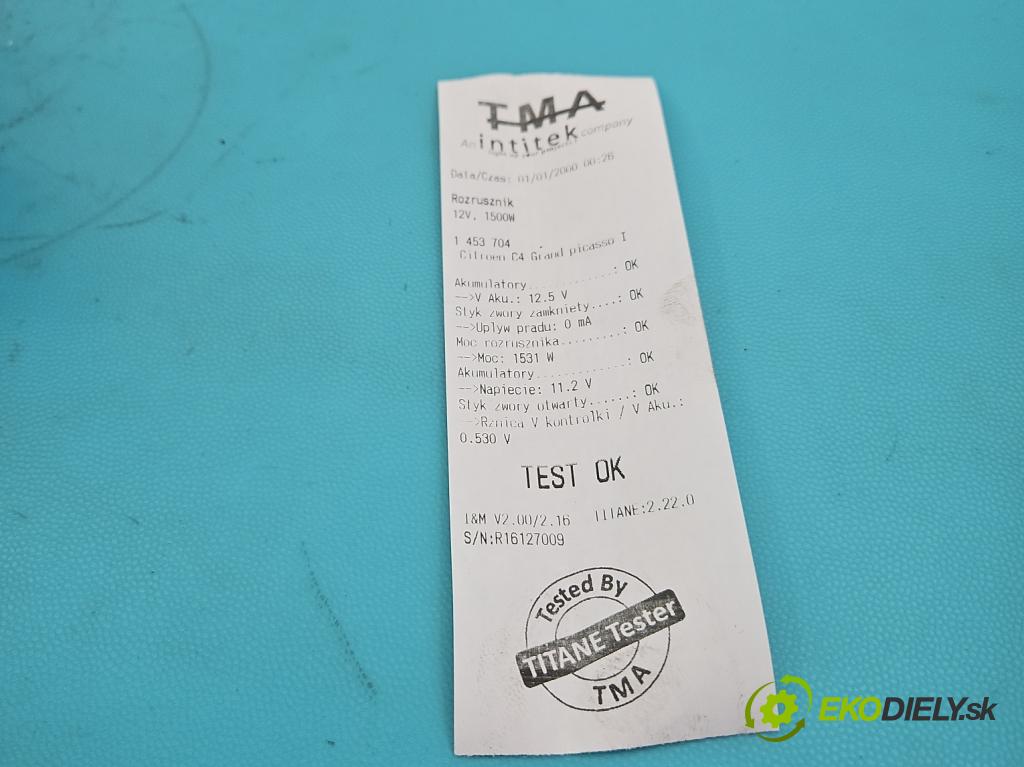 TMA
An intitek company
Data/Czas: 01/01/2000 00:26
Rozrusznik
12V, 1500W
1 453 704
Citroen C4 Grand picasso I
Akumulatory..............: OK
-->V Aku.: 12.5 V
Styk zwory zamkniety....: OK
-->Uplyw pradu: 0 mA
Moc rozrusznika.........: OK
-->Moc: 1531 W
Akumulatory.............: OK
-->Napiecie: 11.2 V
Styk zwory otwarty......: OK
-->Rznica V kontrolki / V Aku.:
0.530 V
TEST OK
I&M V2.00/2.16 TITANE:2.22.0
S/N:R16127009
Tested By
TITANE Tester
TMA
EKODIELY.sk